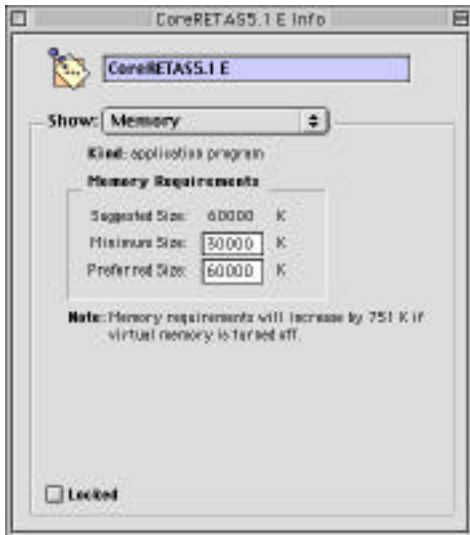 CoreRETAS5.1 E Info
CoreRETAS5.1 E
Show: Memory
Kind: application program
Memory Requirements
Suggested Size: 60000 K
Minimum Size: 30000 K
Preferred Size: 60000 K
Note: Memory requirements will increase by 751 K if
virtual memory is turned off.
Locked